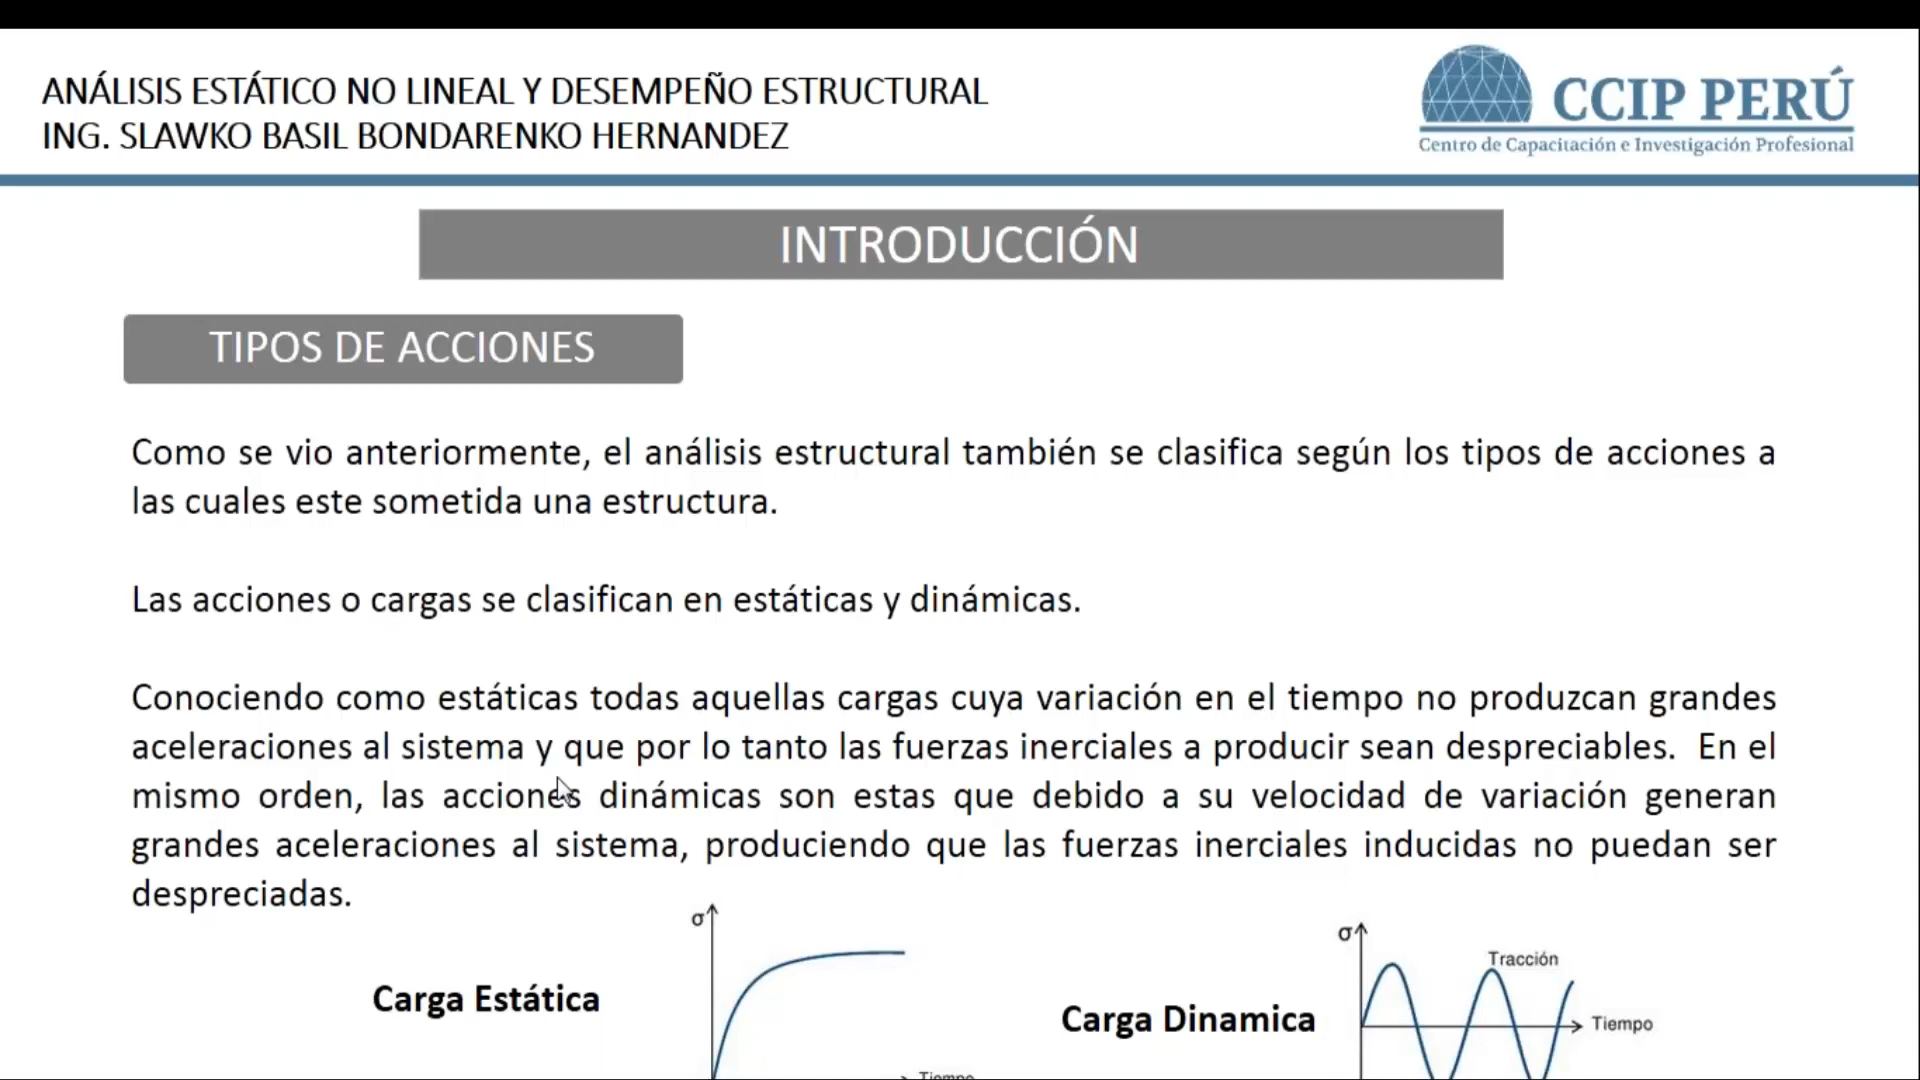 ANÁLISIS ESTÁTICO NO LINEAL Y DESEMPEÑO ESTRUCTURAL
ING. SLAWKO BASIL BONDARENKO HERNANDEZ
CCIP PERÚ
Centro de Capacitación e Investigación Profesional
INTRODUCCIÓN
TIPOS DE ACCIONES
Como se vio anteriormente, el análisis estructural también se clasifica según los tipos de acciones a
las cuales este sometida una estructura.
Las acciones o cargas se clasifican en estáticas y dinámicas.
Conociendo como estáticas todas aquellas cargas cuya variación en el tiempo no produzcan grandes
aceleraciones al sistema y que por lo tanto las fuerzas inerciales a producir sean despreciables. En el
mismo orden, las acciones dinámicas son estas que debido a su velocidad de variación generan
grandes aceleraciones al sistema, produciendo que las fuerzas inerciales inducidas no puedan ser
despreciadas.
σ
Carga Estática
Tiempo
σ
Tracción
Carga Dinamica
Tiempo